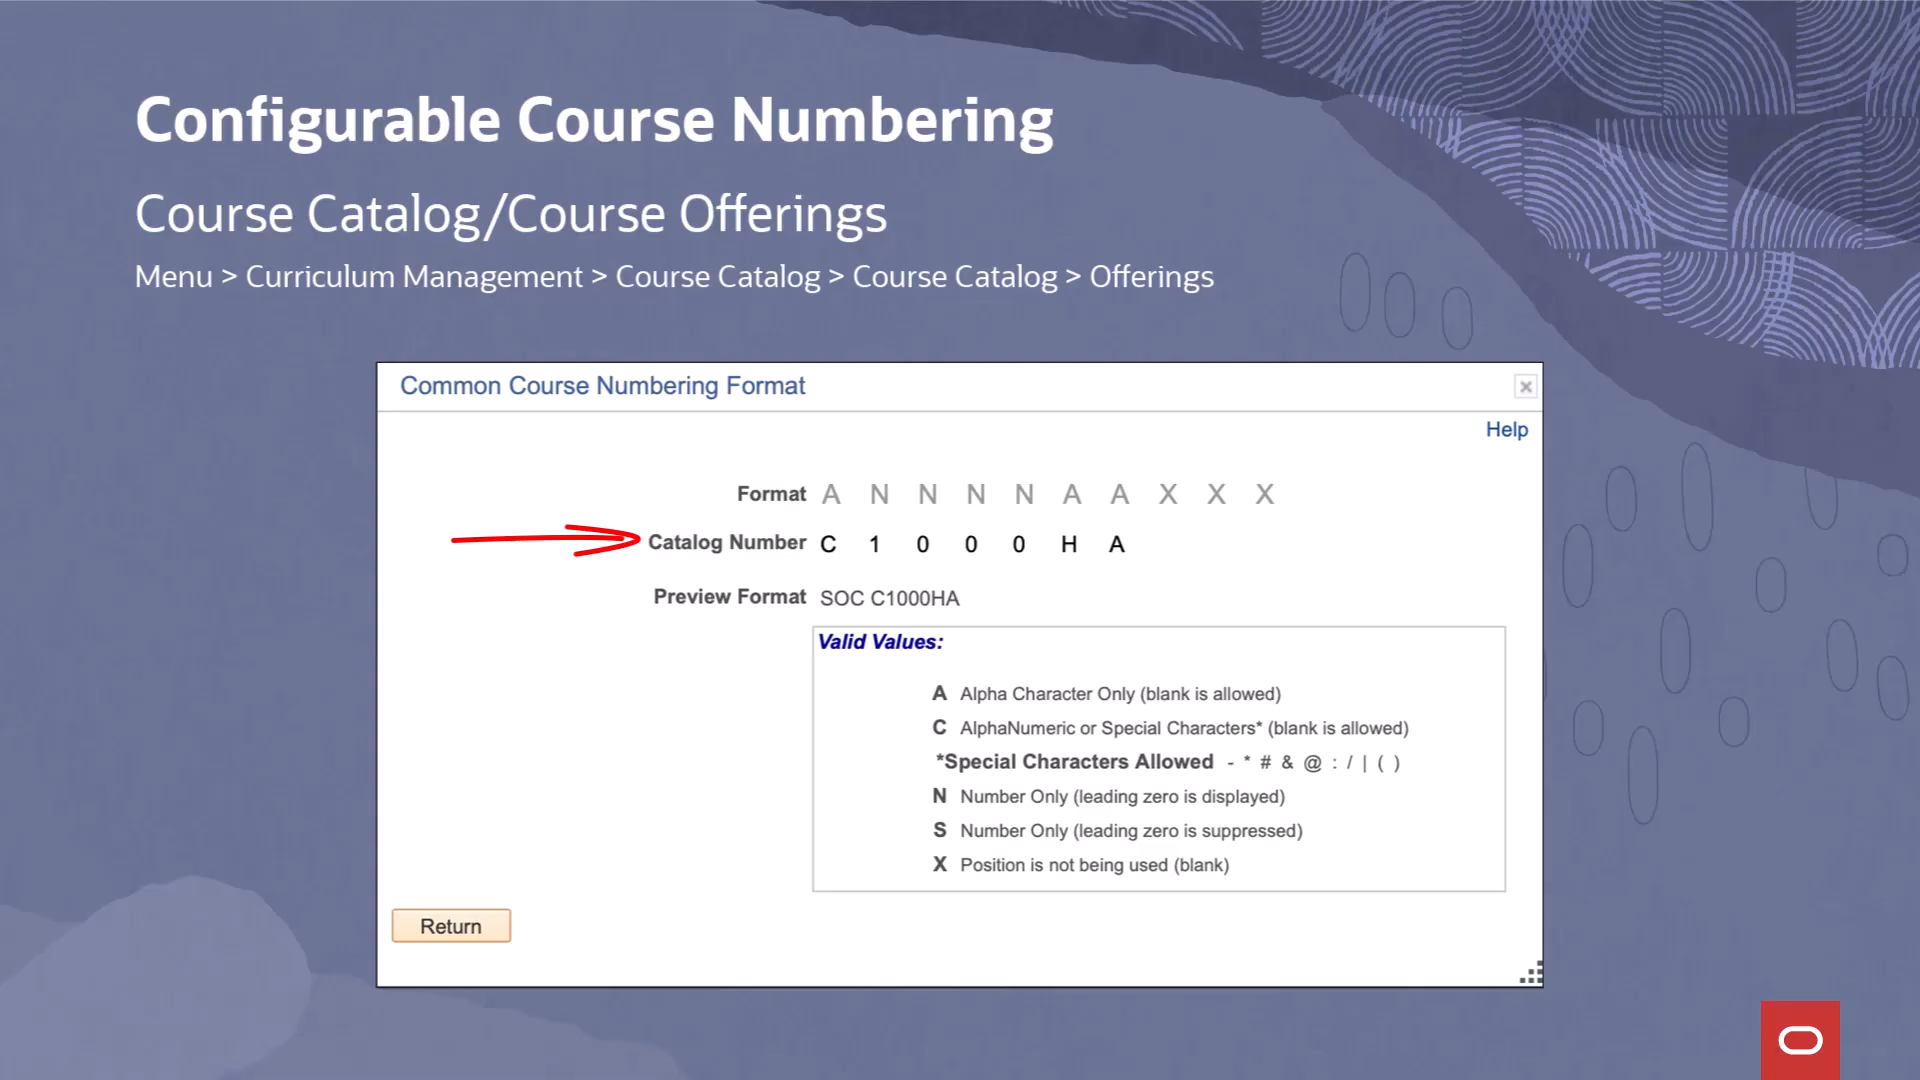 Configurable Course Numbering
Course Catalog/Course Offerings
Menu > Curriculum Management > Course Catalog > Course Catalog > Offerings
Common Course Numbering Format
Help
Format A N N N N A A X X X
Catalog Number C 1 0 0 0 H A
Preview Format SOC C1000HA
Valid Values:
A Alpha Character Only (blank is allowed)
C AlphaNumeric or Special Characters* (blank is allowed)
*Special Characters Allowed - * # & @ : / | ( )
N Number Only (leading zero is displayed)
S Number Only (leading zero is suppressed)
X Position is not being used (blank)
Return